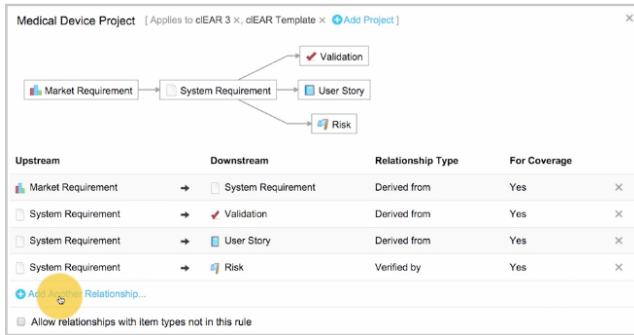 Medical Device Project [ Applies to clEAR 3 ×, clEAR Template × Add Project ]
Validation
Market Requirement System Requirement User Story
Risk
Upstream Downstream Relationship Type For Coverage
Market Requirement System Requirement Derived from Yes
System Requirement Validation Derived from Yes
System Requirement User Story Derived from Yes
System Requirement Risk Verified by Yes
Add Another Relationship...
Allow relationships with item types not in this rule